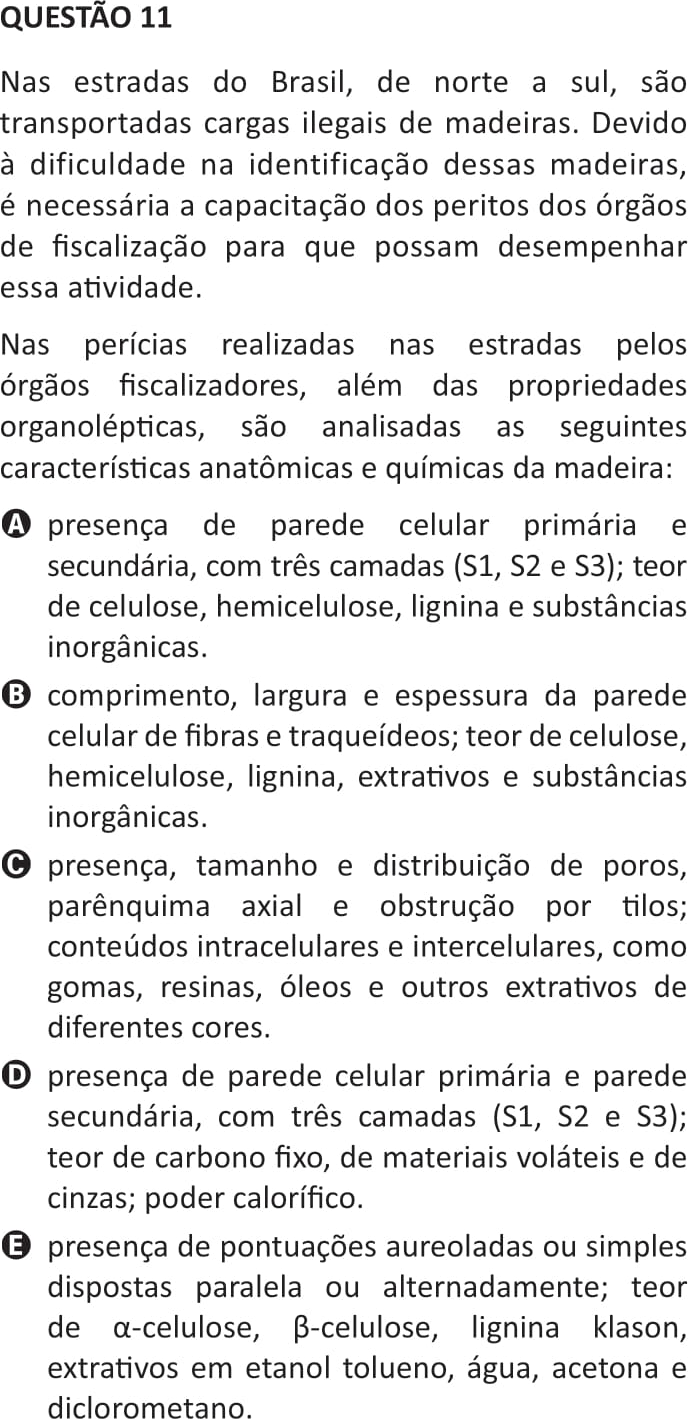 QUESTÃO 11
Nas estradas do Brasil, de norte a sul, são
transportadas cargas ilegais de madeiras. Devido
à dificuldade na identificação dessas madeiras,
é necessária a capacitação dos peritos dos órgãos
de fiscalização para que possam desempenhar
essa atividade.
Nas perícias realizadas nas estradas pelos
órgãos fiscalizadores, além das propriedades
organolépticas, são analisadas as seguintes
características anatômicas e químicas da madeira:
A presença de parede celular primária e
secundária, com três camadas (S1, S2 e S3); teor
de celulose, hemicelulose, lignina e substâncias
inorgânicas.
B comprimento, largura e espessura da parede
celular de fibras e traqueídeos; teor de celulose,
hemicelulose, lignina, extrativos e substâncias
inorgânicas.
C presença, tamanho e distribuição de poros,
parênquima axial e obstrução por tilos;
conteúdos intracelulares e intercelulares, como
gomas, resinas, óleos e outros extrativos de
diferentes cores.
D presença de parede celular primária e parede
secundária, com três camadas (S1, S2 e S3);
teor de carbono fixo, de materiais voláteis e de
cinzas; poder calorífico.
E presença de pontuações aureoladas ou simples
dispostas paralela ou alternadamente; teor
de α-celulose, β-celulose, lignina klason,
extrativos em etanol tolueno, água, acetona e
diclorometano.